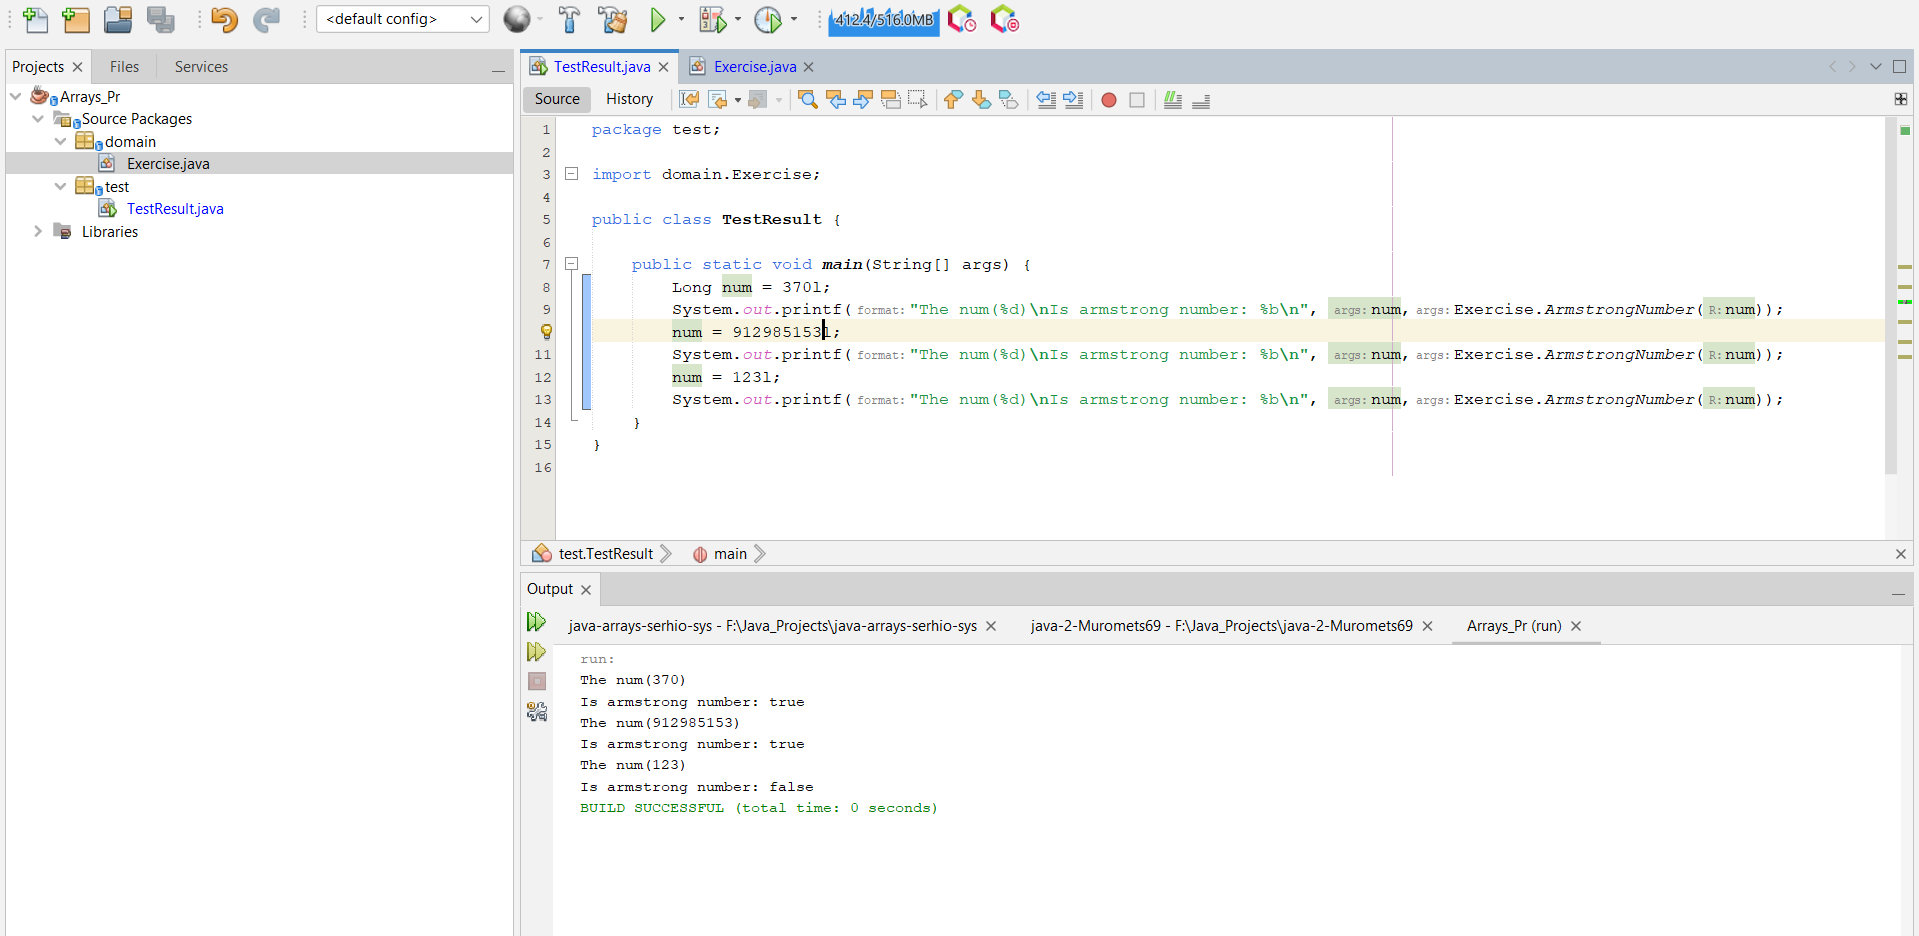 <default config>
412.4/516.0MB
Projects
Files
Services
Arrays_Pr
Source Packages
domain
Exercise.java
test
TestResult.java
Libraries
TestResult.java
Exercise.java
Source
History
1 package test;
2
3 import domain.Exercise;
4
5 public class TestResult {
6
7 public static void main(String[] args) {
8 Long num = 370l;
9 System.out.printf(format:"The num(%d)\nIs armstrong number: %b\n", args:num,args:Exercise.ArmstrongNumber(R:num));
num = 912985153l;
11 System.out.printf(format:"The num(%d)\nIs armstrong number: %b\n", args:num,args:Exercise.ArmstrongNumber(R:num));
12 num = 123l;
13 System.out.printf(format:"The num(%d)\nIs armstrong number: %b\n", args:num,args:Exercise.ArmstrongNumber(R:num));
14 }
15 }
16
test.TestResult
main
Output
java-arrays-serhio-sys - F:\Java_Projects\java-arrays-serhio-sys
java-2-Muromets69 - F:\Java_Projects\java-2-Muromets69
Arrays_Pr (run)
run:
The num(370)
Is armstrong number: true
The num(912985153)
Is armstrong number: true
The num(123)
Is armstrong number: false
BUILD SUCCESSFUL (total time: 0 seconds)